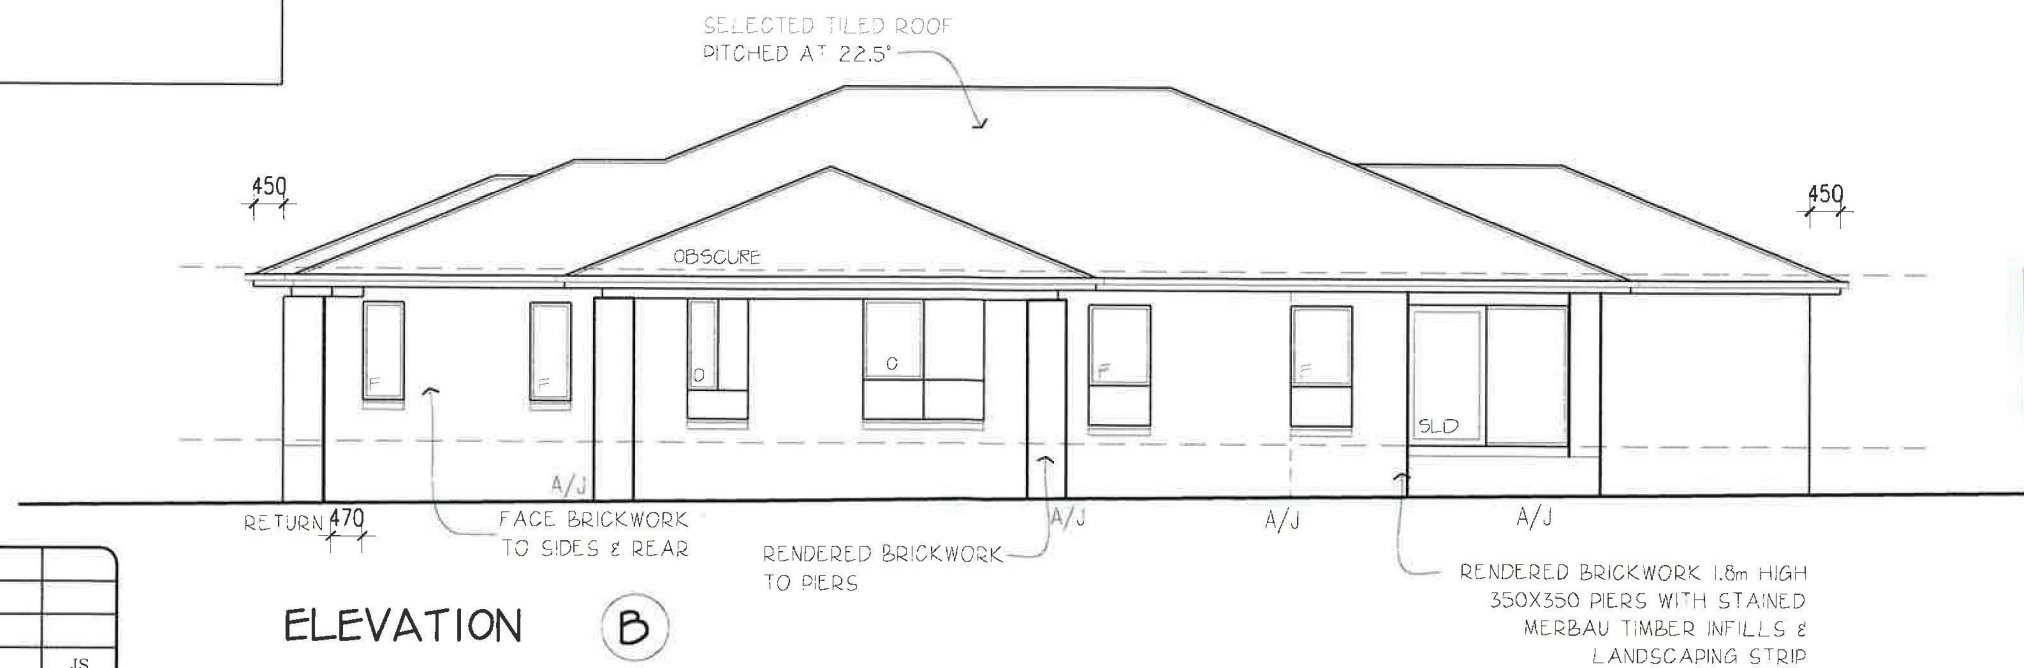 SELECTED TILED ROOF
PITCHED AT 22.5°
450
450
OBSCURE
F
F
O
O
F
F
SLD
A/J
RETURN 470
FACE BRICKWORK
TO SIDES & REAR
A/J
A/J
A/J
RENDERED BRICKWORK
TO PIERS
RENDERED BRICKWORK 1.8m HIGH
350X350 PIERS WITH STAINED
MERBAU TIMBER INFILLS &
LANDSCAPING STRIP
ELEVATION B
JS